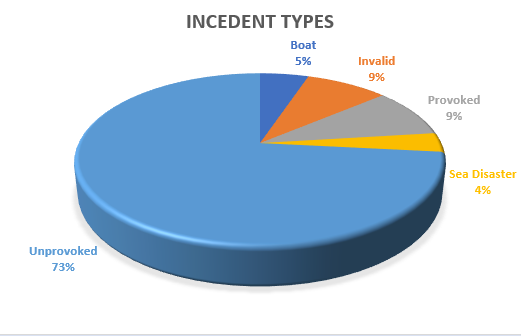 INCEDENT TYPES
Boat
5%
Invalid
9%
Provoked
9%
Sea Disaster
4%
Unprovoked
73%